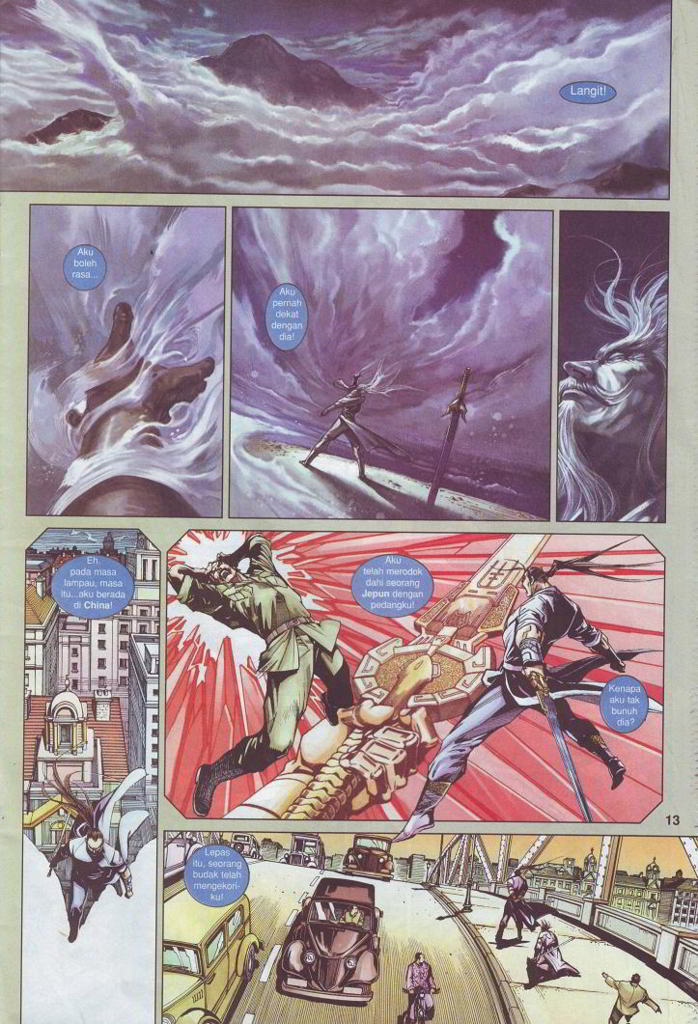 Langit!
Aku
boleh
rasa...
Aku
pernah
dekat
dengan
dia!
Eh,
pada masa
lampau, masa
itu...aku berada
di China!
Aku
telah merodok
dahi seorang
Jepun dengan
pedangku!
Kenapa
aku tak
bunuh
dia?
13
Lepas
itu, seorang
budak telah
mengekori-
ku!